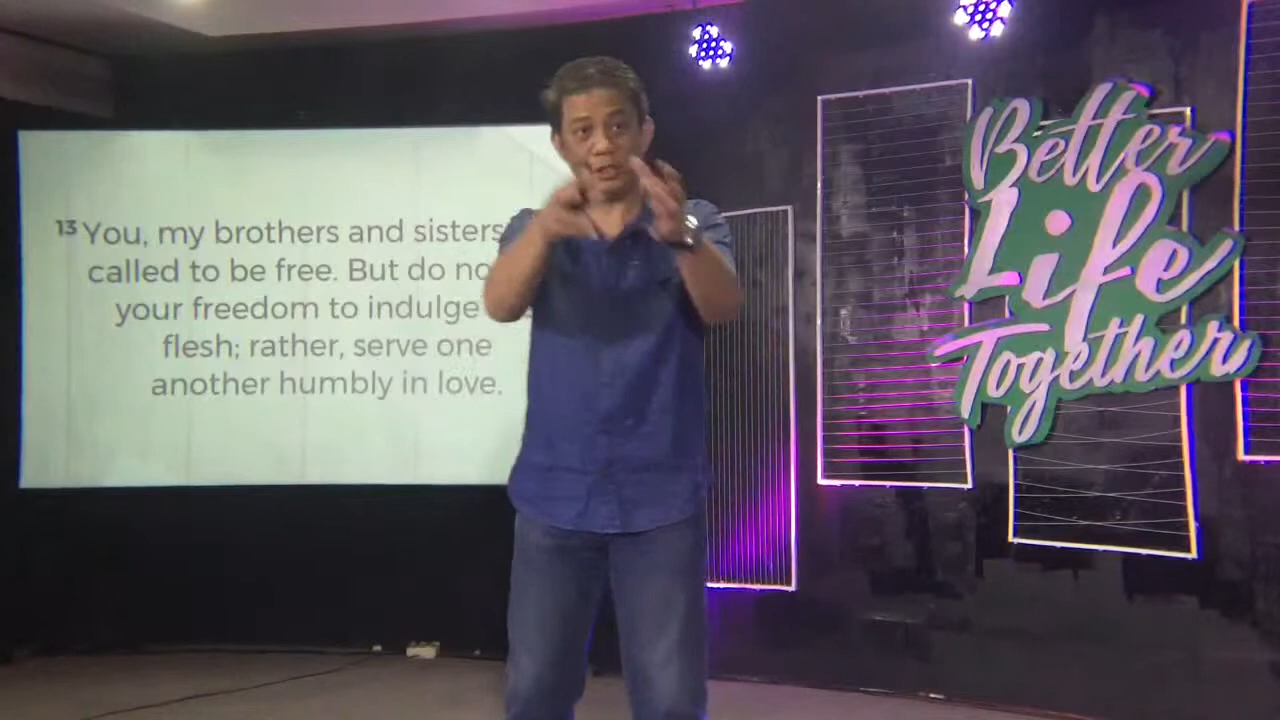 13 You, my brothers and sisters
called to be free. But do no
your freedom to indulge
flesh; rather, serve one
another humbly in love.
Better
Life
Together